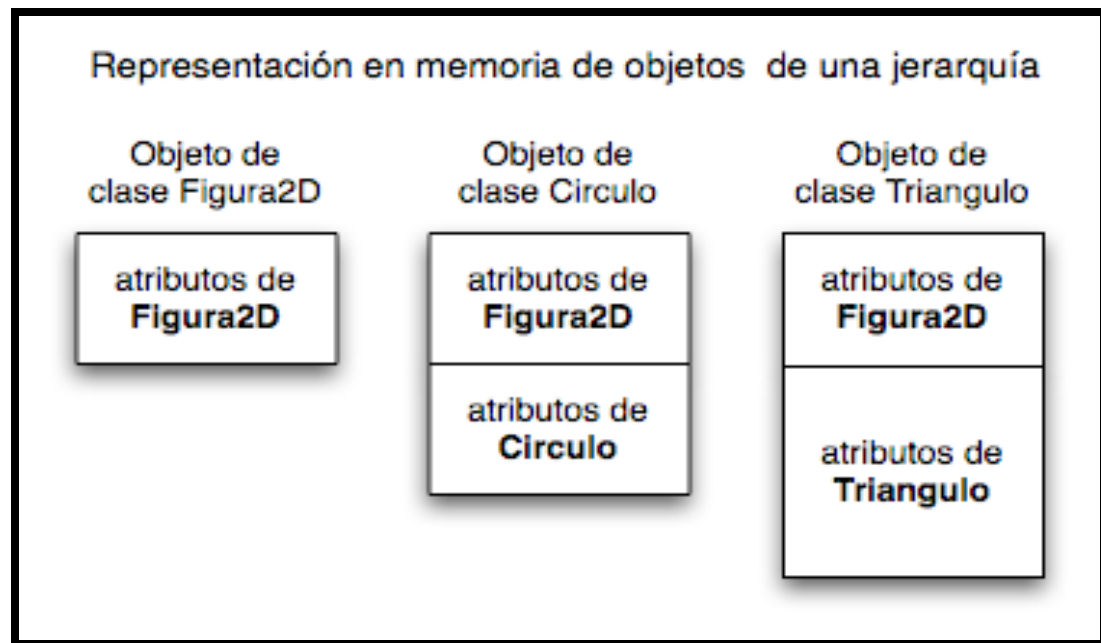 Representación en memoria de objetos de una jerarquía
Objeto de
clase Figura2D
atributos de
Figura2D
Objeto de
clase Circulo
atributos de
Figura2D
atributos de
Circulo
Objeto de
clase Triangulo
atributos de
Figura2D
atributos de
Triangulo